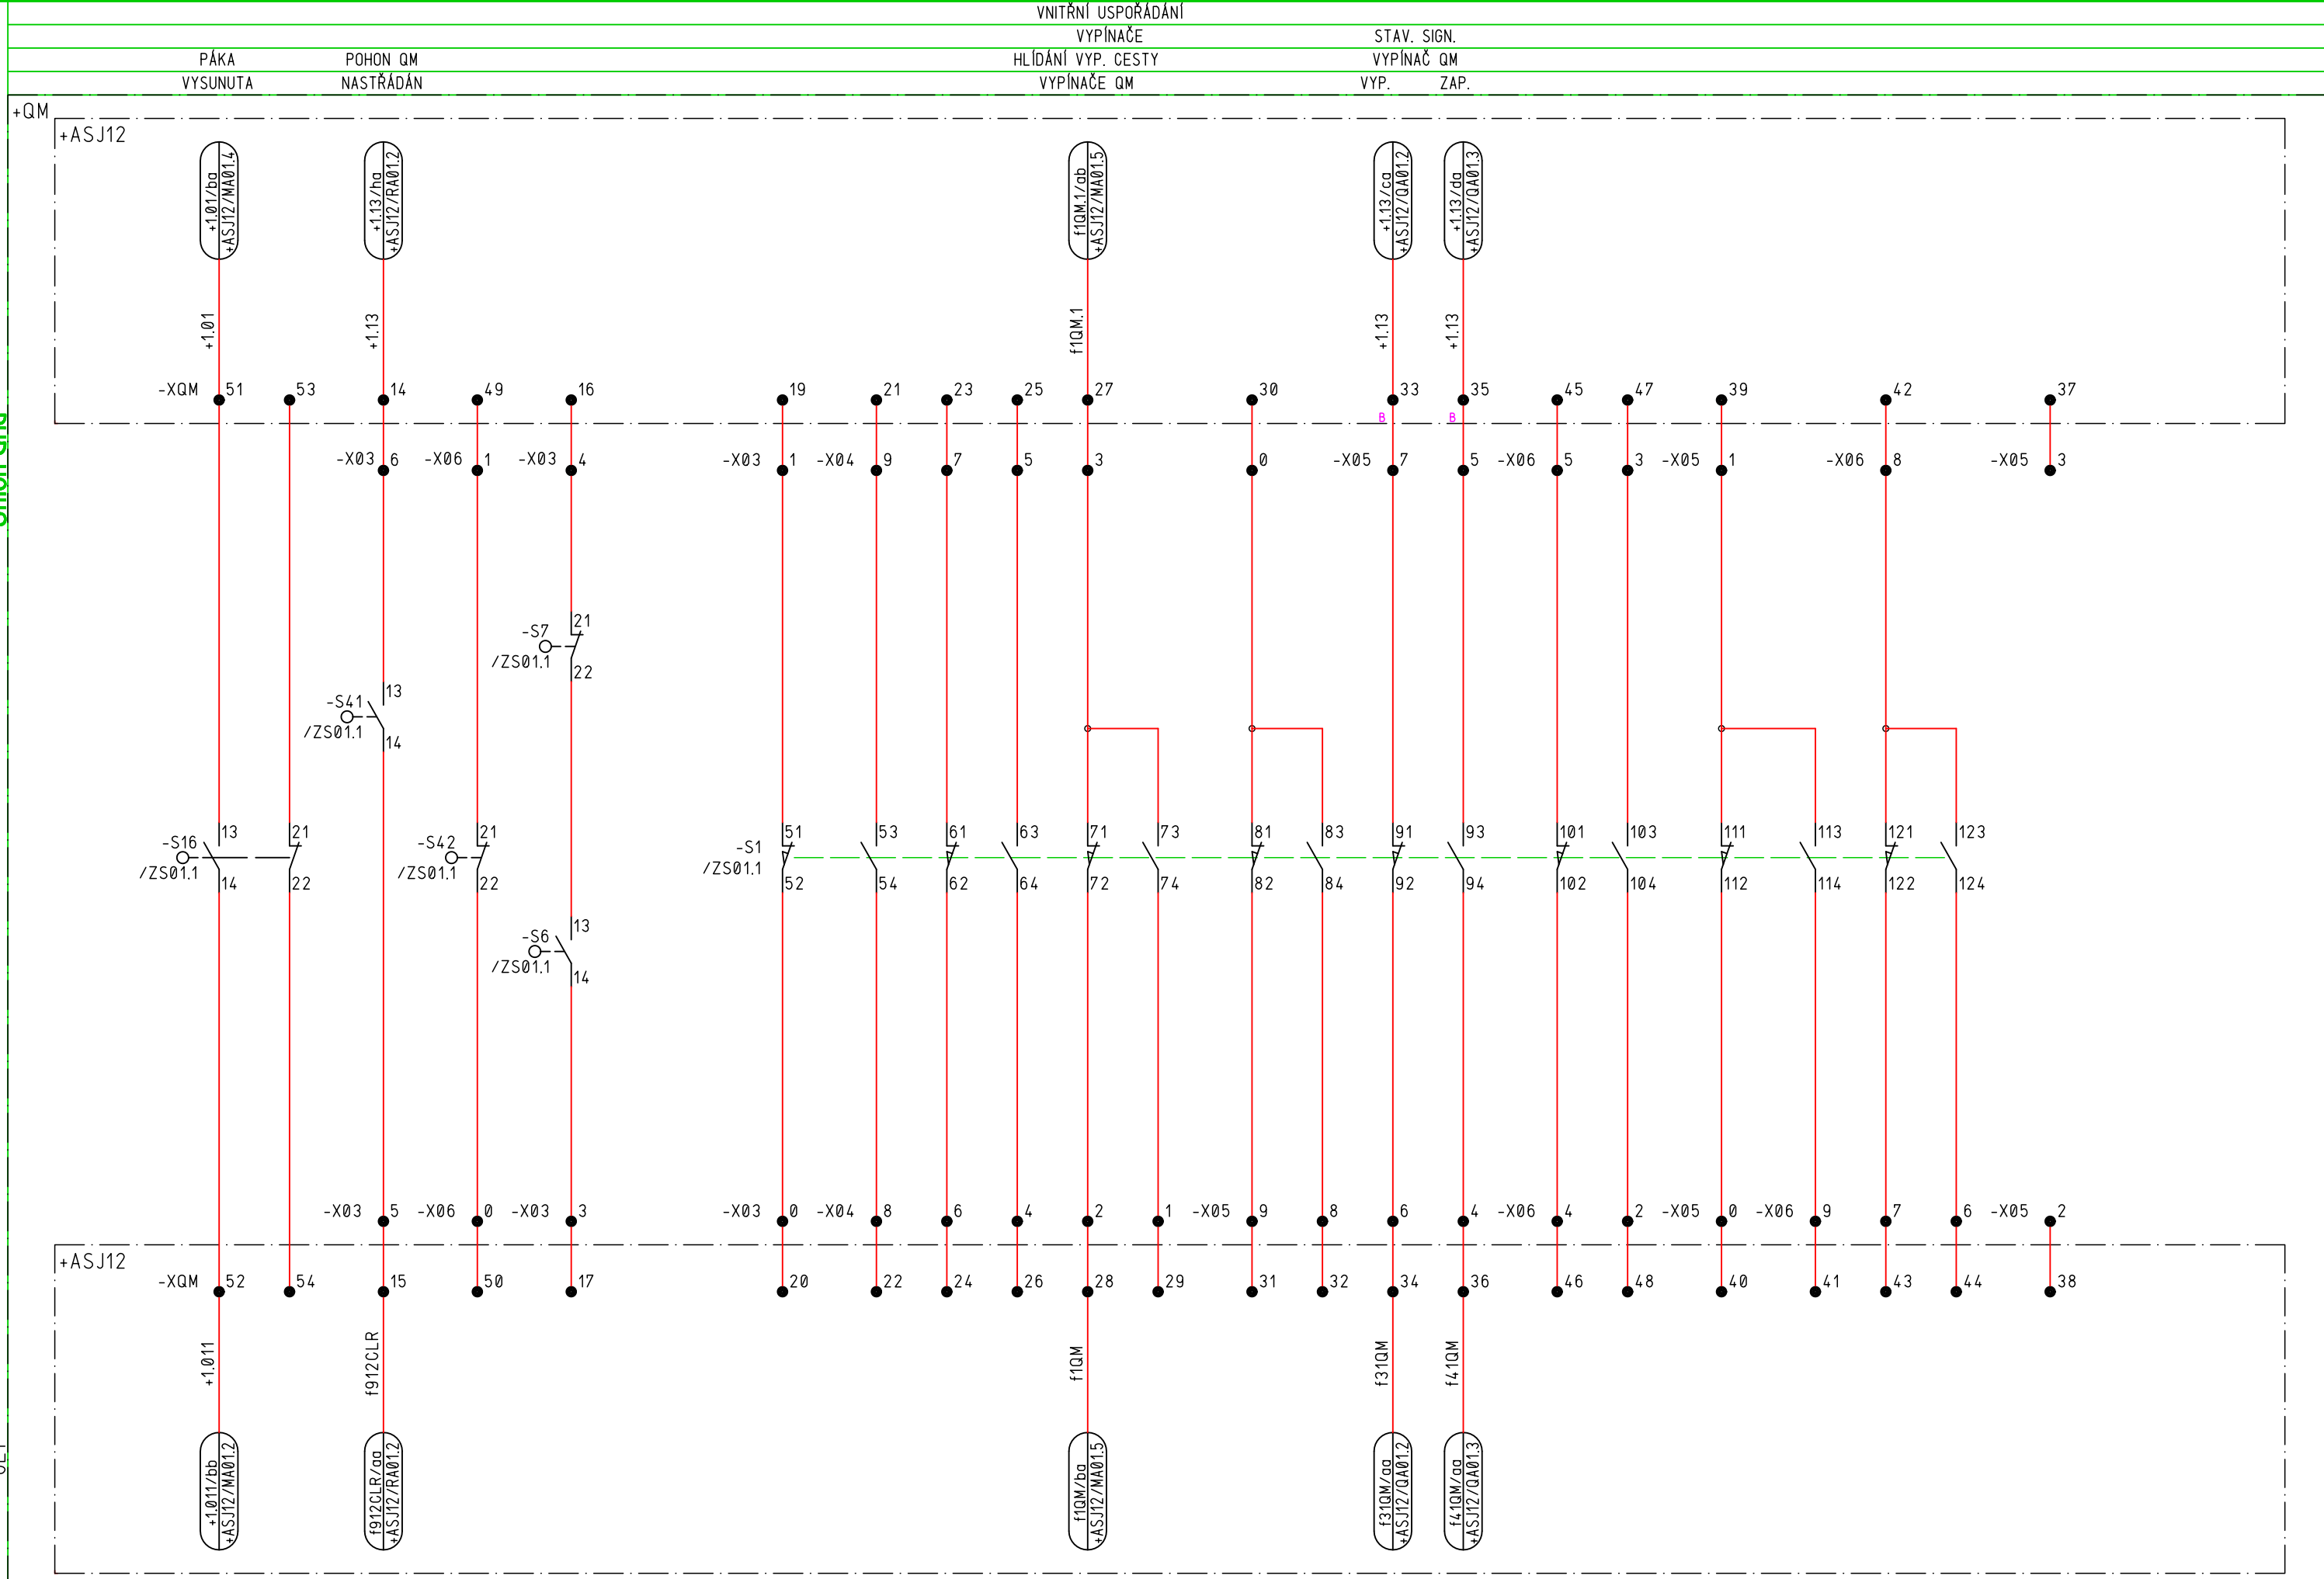 VNITŘNÍ USPOŘÁDÁNÍ
VYPÍNAČE STAV. SIGN.
PÁKA POHON QM HLÍDÁNÍ VYP. CESTY VYPÍNAČ QM
VYSUNUTA NASTŘÁDÁN VYPÍNAČE QM VYP. ZAP.
+QM
+ASJ12
+1.01/ba
+ASJ12/MA01.4
+1.13/ha
+ASJ12/RA01.2
f1QM.1/ab
+ASJ12/MA01.5
+1.13/ca
+ASJ12/QA01.2
+1.13/da
+ASJ12/QA01.3
+1.01 +1.13 f1QM.1 +1.13 +1.13
-XQM 51 53 14 49 16 19 21 23 25 27 30 33 35 45 47 39 42 37
B B
-X03 6 -X06 1 -X03 4 -X03 1 -X04 9 7 5 3 0 -X05 7 5 -X06 5 3 -X05 1 -X06 8 -X05 3
-S7 21
/ZS01.1 22
-S41 13
/ZS01.1 14
13 21 21 51 53 61 63 71 73 81 83 91 93 101 103 111 113 121 123
-S16 -S42 -S1
/ZS01.1 /ZS01.1 /ZS01.1
14 22 22 52 54 62 64 72 74 82 84 92 94 102 104 112 114 122 124
-S6 13
/ZS01.1 14
-X03 5 -X06 0 -X03 3 -X03 0 -X04 8 6 4 2 1 -X05 9 8 6 4 -X06 4 2 -X05 0 -X06 9 7 6 -X05 2
+ASJ12
-XQM 52 54 15 50 17 20 22 24 26 28 29 31 32 34 36 46 48 40 41 43 44 38
+1.011 f912CLR f1QM f31QM f41QM
+1.011/bb
+ASJ12/MA01.2
f912CLR/aa
+ASJ12/RA01.2
f1QM/ba
+ASJ12/MA01.5
f31QM/aa
+ASJ12/QA01.2
f41QM/aa
+ASJ12/QA01.3